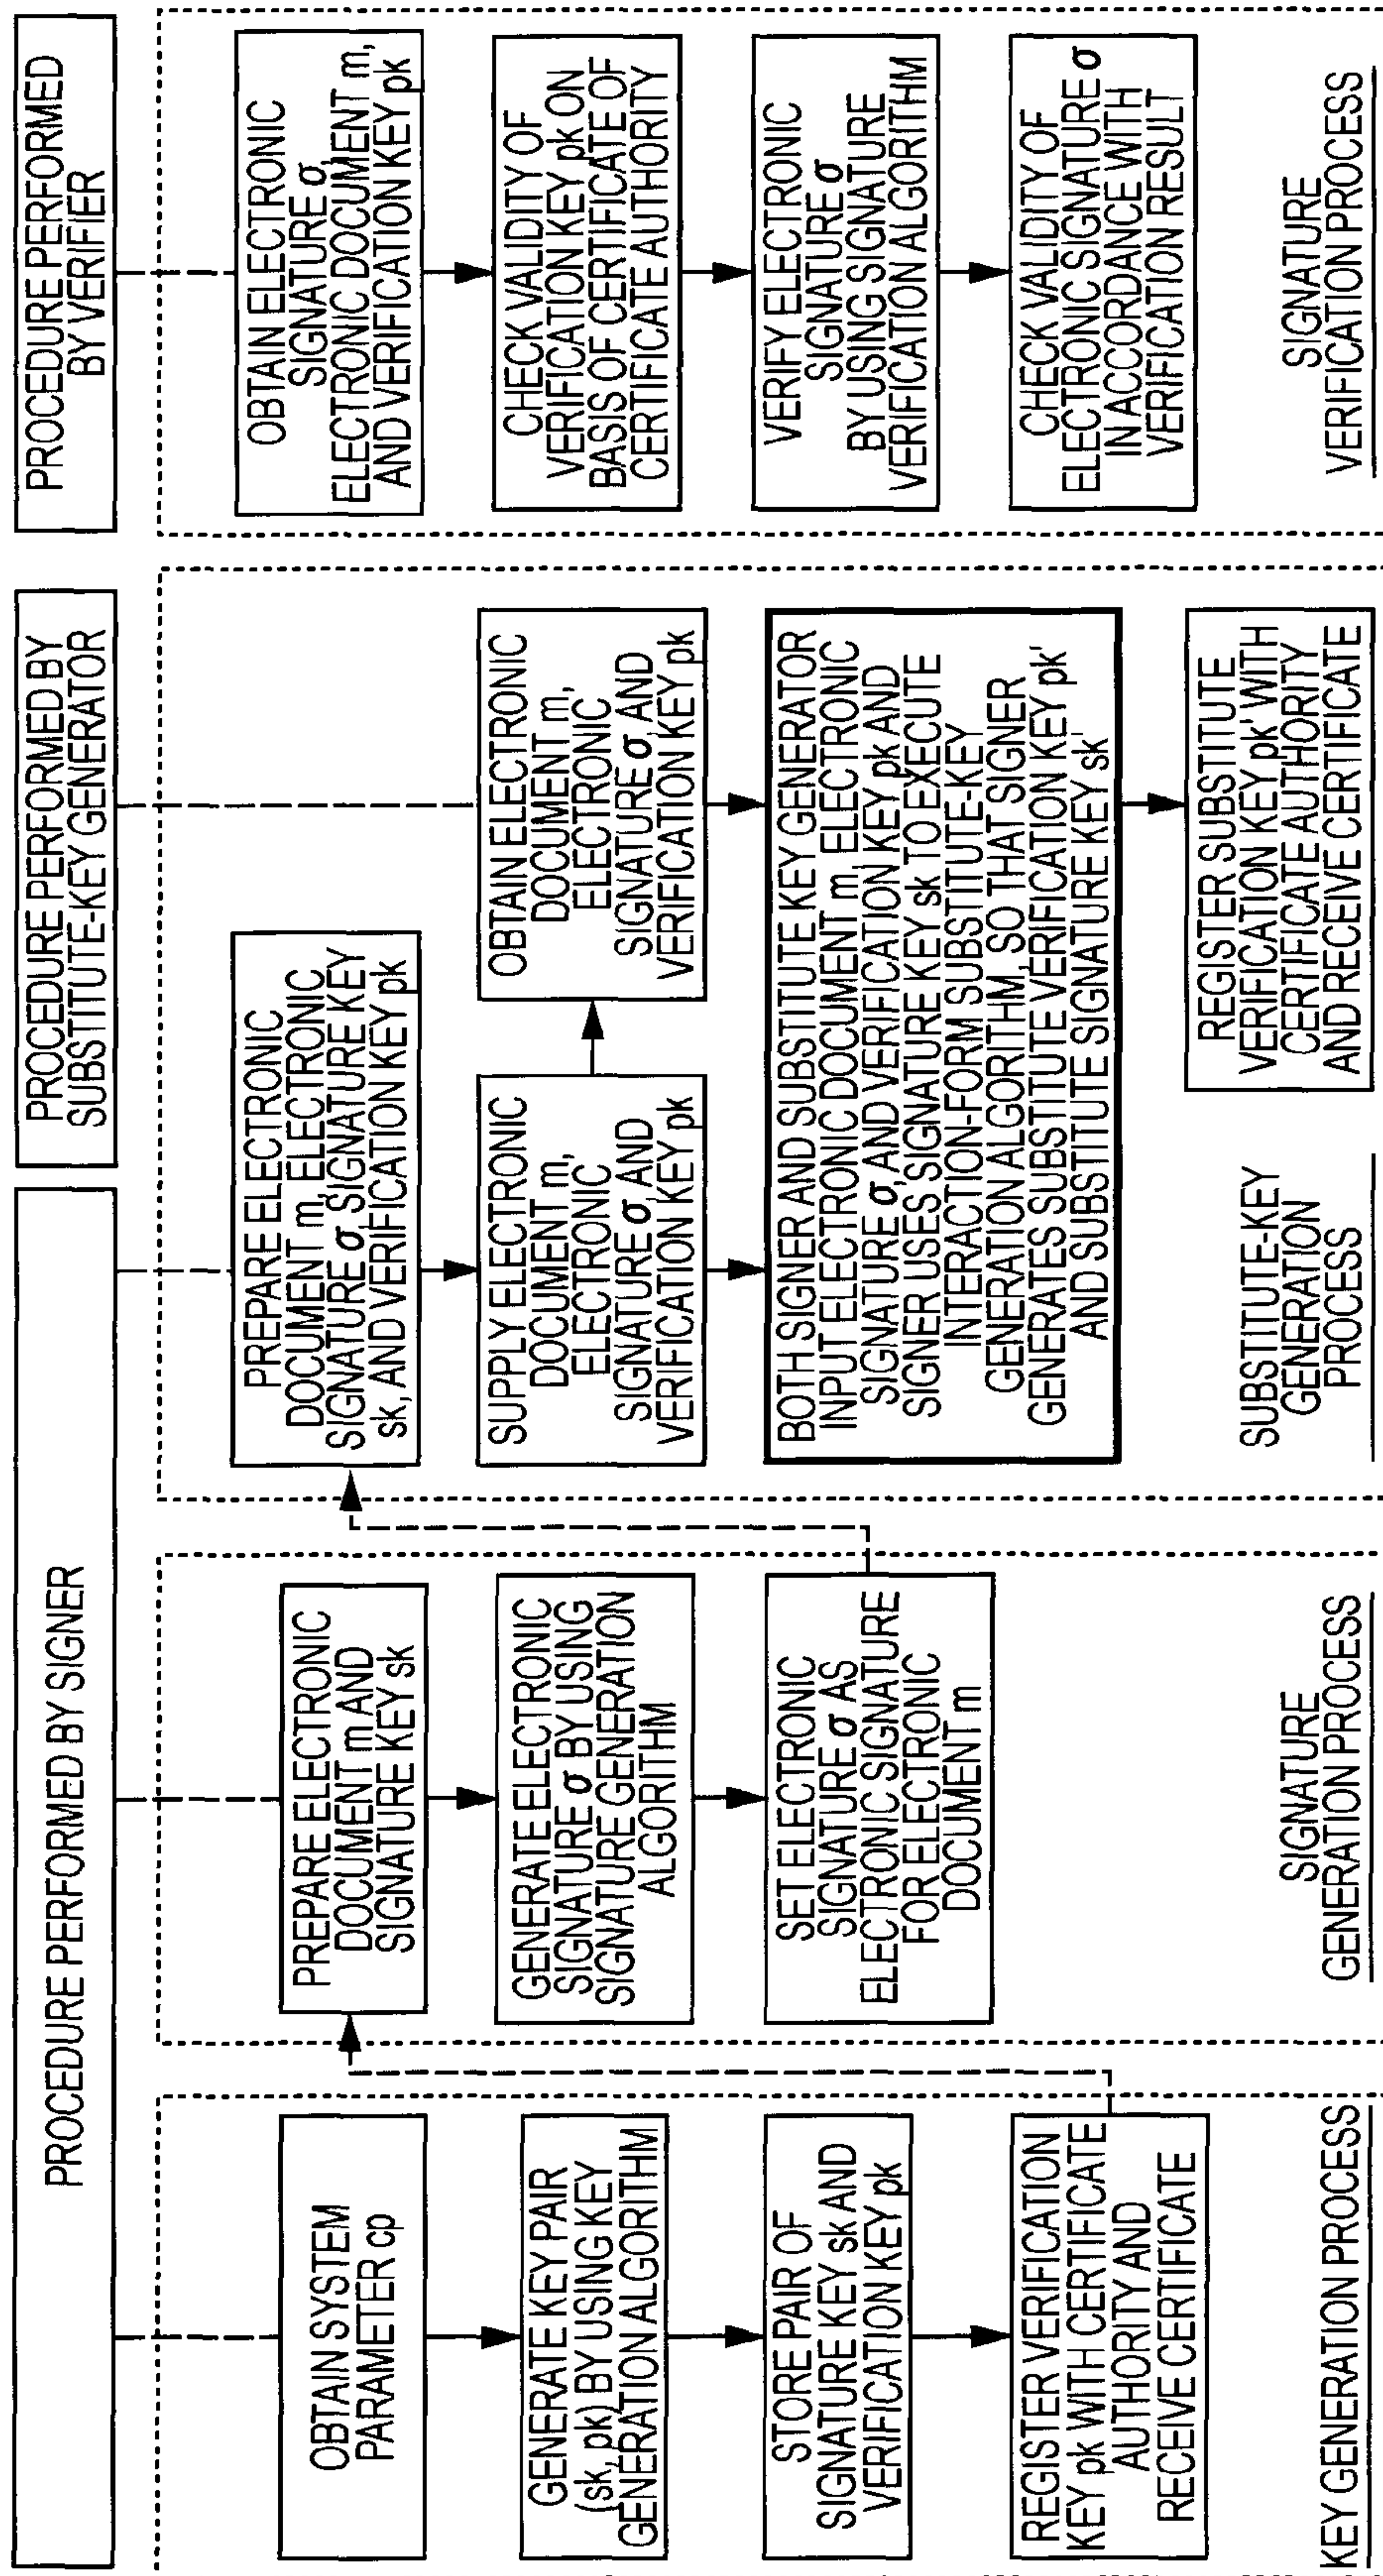 PROCEDURE PERFORMED BY SIGNER
PROCEDURE PERFORMED BY
SUBSTITUTE-KEY GENERATOR
PROCEDURE PERFORMED
BY VERIFIER
OBTAIN SYSTEM
PARAMETER cp
GENERATE KEY PAIR
(sk, pk) BY USING KEY
GENERATION ALGORITHM
STORE PAIR OF
SIGNATURE KEY sk AND
VERIFICATION KEY pk
REGISTER VERIFICATION
KEY pk WITH CERTIFICATE
AUTHORITY AND
RECEIVE CERTIFICATE
KEY GENERATION PROCESS
PREPARE ELECTRONIC
DOCUMENT m AND
SIGNATURE KEY sk
GENERATE ELECTRONIC
SIGNATURE σ BY USING
SIGNATURE GENERATION
ALGORITHM
SET ELECTRONIC
SIGNATURE σ AS
ELECTRONIC SIGNATURE
FOR ELECTRONIC
DOCUMENT m
SIGNATURE
GENERATION PROCESS
PREPARE ELECTRONIC
DOCUMENT m, ELECTRONIC
SIGNATURE σ, SIGNATURE KEY
sk, AND VERIFICATION KEY pk
SUPPLY ELECTRONIC
DOCUMENT m,
ELECTRONIC
SIGNATURE σ, AND
VERIFICATION KEY pk
OBTAIN ELECTRONIC
DOCUMENT m,
ELECTRONIC
SIGNATURE σ, AND
VERIFICATION KEY pk
BOTH SIGNER AND SUBSTITUTE KEY GENERATOR
INPUT ELECTRONIC DOCUMENT m, ELECTRONIC
SIGNATURE σ, AND VERIFICATION KEY pk AND
SIGNER USES SIGNATURE KEY sk TO EXECUTE
INTERACTION-FORM SUBSTITUTE-KEY
GENERATION ALGORITHM, SO THAT SIGNER
GENERATES SUBSTITUTE VERIFICATION KEY pk'
AND SUBSTITUTE SIGNATURE KEY sk'
REGISTER SUBSTITUTE
VERIFICATION KEY pk' WITH
CERTIFICATE AUTHORITY
AND RECEIVE CERTIFICATE
SUBSTITUTE-KEY
GENERATION
PROCESS
OBTAIN ELECTRONIC
SIGNATURE σ,
ELECTRONIC DOCUMENT m,
AND VERIFICATION KEY pk
CHECK VALIDITY OF
VERIFICATION KEY pk ON
BASIS OF CERTIFICATE OF
CERTIFICATE AUTHORITY
VERIFY ELECTRONIC
SIGNATURE σ
BY USING SIGNATURE
VERIFICATION ALGORITHM
CHECK VALIDITY OF
ELECTRONIC SIGNATURE σ
IN ACCORDANCE WITH
VERIFICATION RESULT
SIGNATURE
VERIFICATION PROCESS